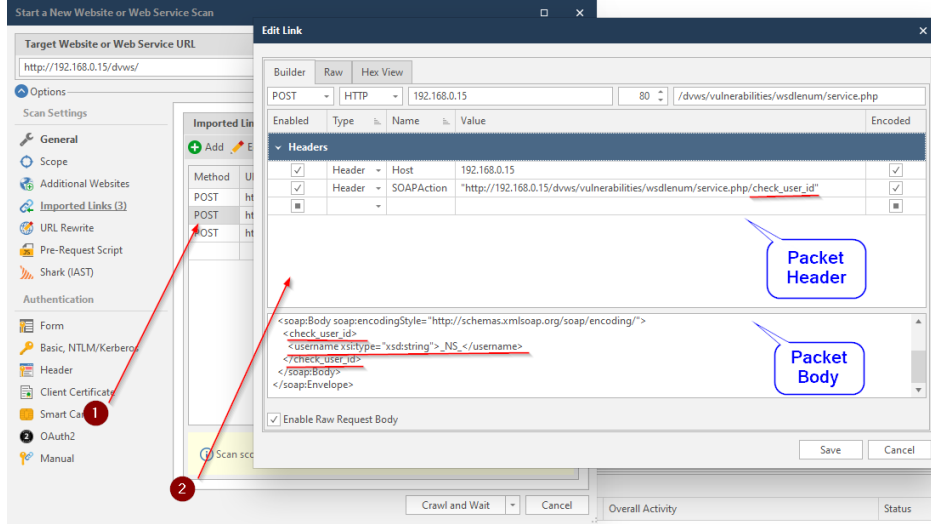 Start a New Website or Web Service Scan
Target Website or Web Service URL
http://192.168.0.15/dvws/
Options
Scan Settings
General
Scope
Additional Websites
Imported Links (3)
URL Rewrite
Pre-Request Script
Shark (IAST)
Authentication
Form
Basic, NTLM/Kerberos
Header
Client Certificate
Smart Ca
OAuth2
Manual
1
Imported Lin
Add E
Method U
POST ht
POST ht
POST ht
Scan sco
2
Crawl and Wait Cancel
Edit Link
Builder Raw Hex View
POST HTTP 192.168.0.15 80 /dvws/vulnerabilities/wsdlenum/service.php
Enabled Type Name Value Encoded
Headers
Header Host 192.168.0.15
Header SOAPAction "http://192.168.0.15/dvws/vulnerabilities/wsdlenum/service.php/check_user_id"
Packet
Header
<soap:Body soap:encodingStyle="http://schemas.xmlsoap.org/soap/encoding/">
<check_user_id>
<username xsi:type="xsd:string">_NS_</username>
</check_user_id>
</soap:Body>
</soap:Envelope>
Packet
Body
Enable Raw Request Body
Save Cancel
Overall Activity Status